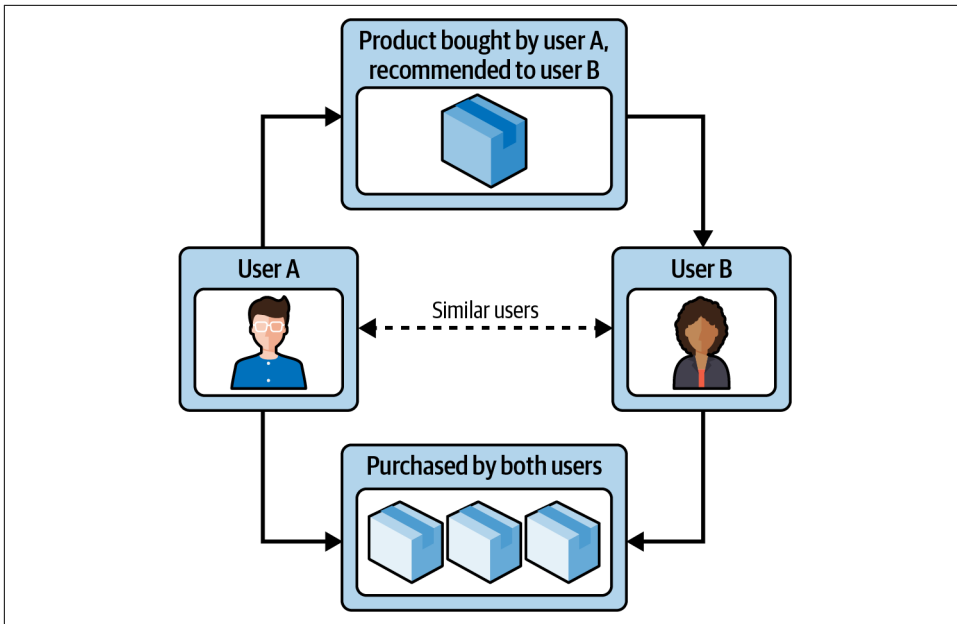 Product bought by user A,
recommended to user B
User A
Similar users
User B
Purchased by both users